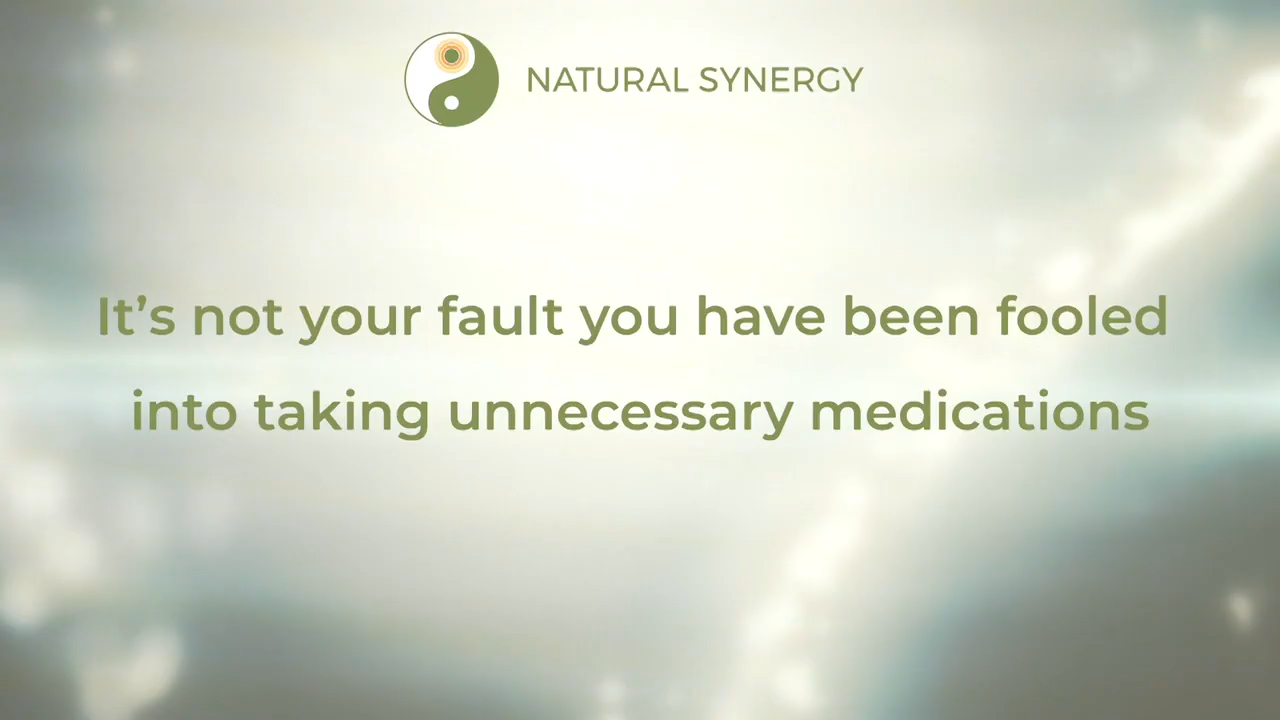 NATURAL SYNERGY
It’s not your fault you have been fooled
into taking unnecessary medications